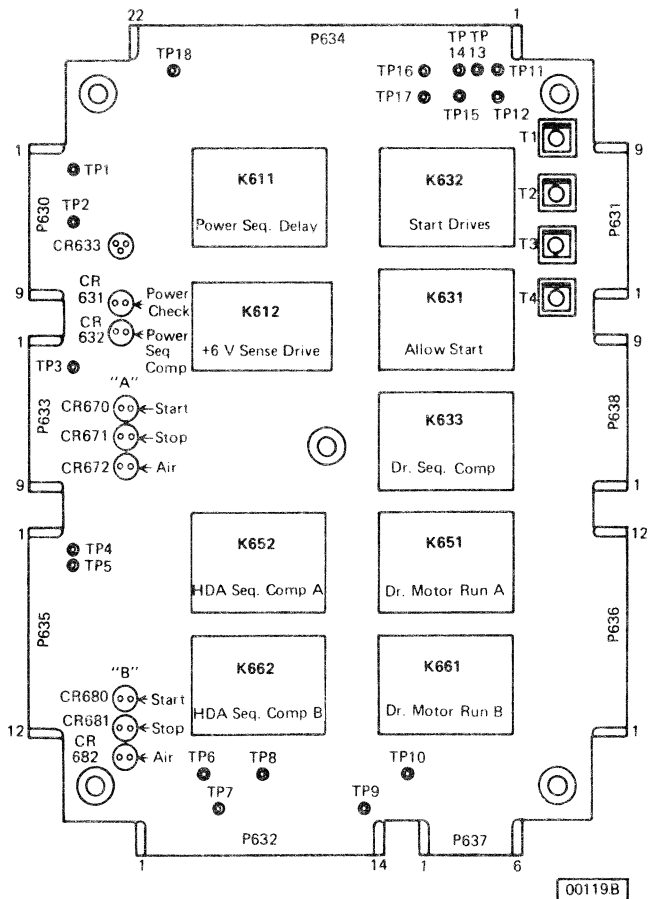 22
1
P634
TP18
TP TP
14 13
TP16
TP11
TP17
TP15
TP12
T1
1
9
TP1
K611
Power Seq. Delay
K632
Start Drives
T2
P630
P631
TP2
CR633
T3
9
CR
631
Power
Check
T4
1
K612
+6 V Sense Drive
K631
Allow Start
1
CR
632
Power
Seq
Comp
9
TP3
"A"
P633
CR670
Start
CR671
Stop
CR672
Air
K633
Dr. Seq. Comp
P638
9
1
1
12
TP4
TP5
K652
HDA Seq. Comp A
K651
Dr. Motor Run A
P635
P636
"B"
CR680
Start
CR681
Stop
CR
682
Air
K662
HDA Seq. Comp B
K661
Dr. Motor Run B
12
1
TP6
TP8
TP10
TP7
TP9
P632
P637
1
14
1
6
00119B